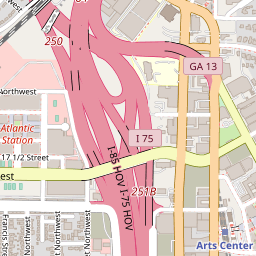 250
GA 13
Northwest
Atlantic
Station
I 75
17 1/2 Street
I 85 HOV;I 75 HOV
est
251B
Northwest
Arts Center